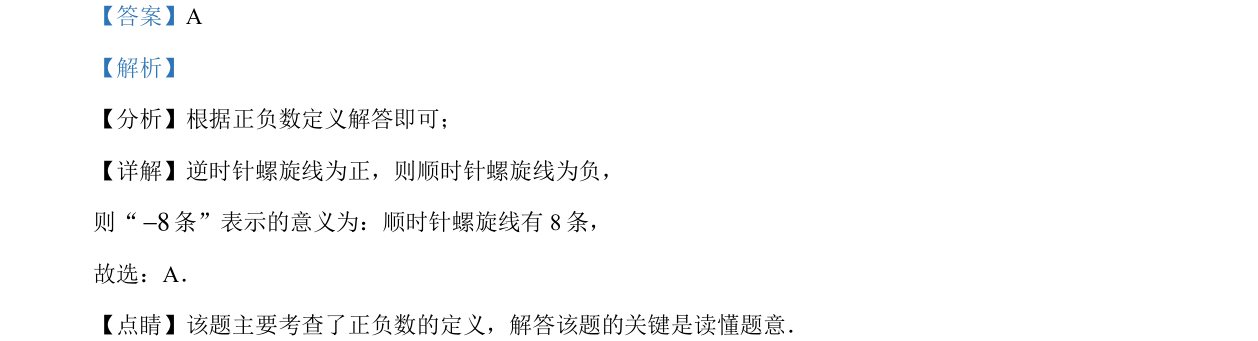 【答案】A
【解析】
【分析】根据正负数定义解答即可；
【详解】逆时针螺旋线为正，则顺时针螺旋线为负，
则“−8条”表示的意义为：顺时针螺旋线有 8 条，
故选：A．
【点睛】该题主要考查了正负数的定义，解答该题的关键是读懂题意．